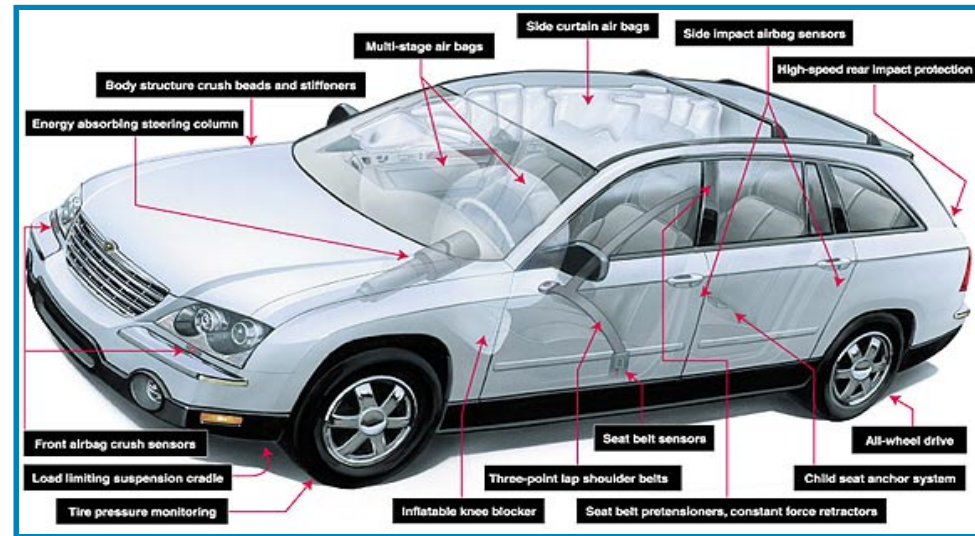 Side curtain air bags
Side impact airbag sensors
Multi-stage air bags
High-speed rear impact protection
Body structure crush beads and stiffeners
Energy absorbing steering column
Front airbag crush sensors
Seat belt sensors
All-wheel drive
Load limiting suspension cradle
Three-point lap shoulder belts
Child seat anchor system
Tire pressure monitoring
Inflatable knee blocker
Seat belt pretensioners, constant force retractors